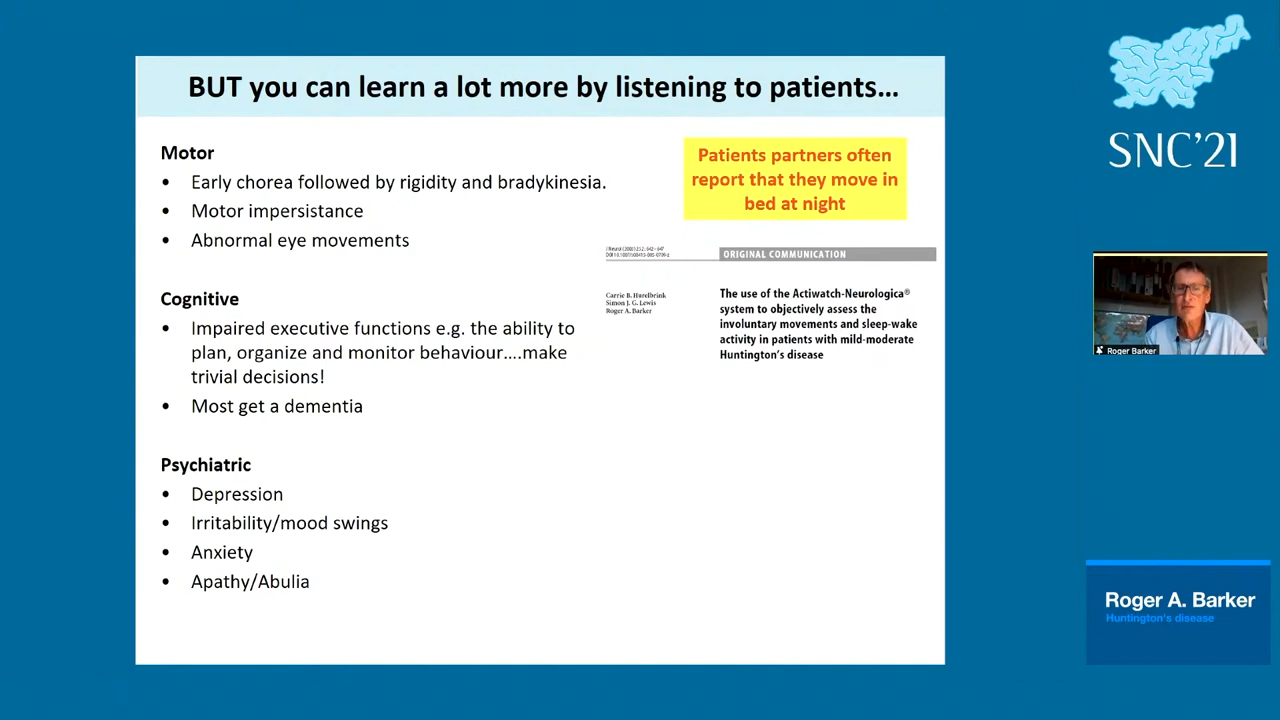 BUT you can learn a lot more by listening to patients…
Motor
• Early chorea followed by rigidity and bradykinesia.
• Motor impersistance
• Abnormal eye movements
Cognitive
• Impaired executive functions e.g. the ability to
plan, organize and monitor behaviour….make
trivial decisions!
• Most get a dementia
Psychiatric
• Depression
• Irritability/mood swings
• Anxiety
• Apathy/Abulia
Patients partners often
report that they move in
bed at night
ORIGINAL COMMUNICATION
Carrie B. Hurelbrink
Simon J. G. Lewis
Roger A. Barker
The use of the Actiwatch-Neurologica®
system to objectively assess the
involuntary movements and sleep-wake
activity in patients with mild-moderate
Huntington's disease
SNC'21
Roger Barker
Roger A. Barker
Huntington's disease